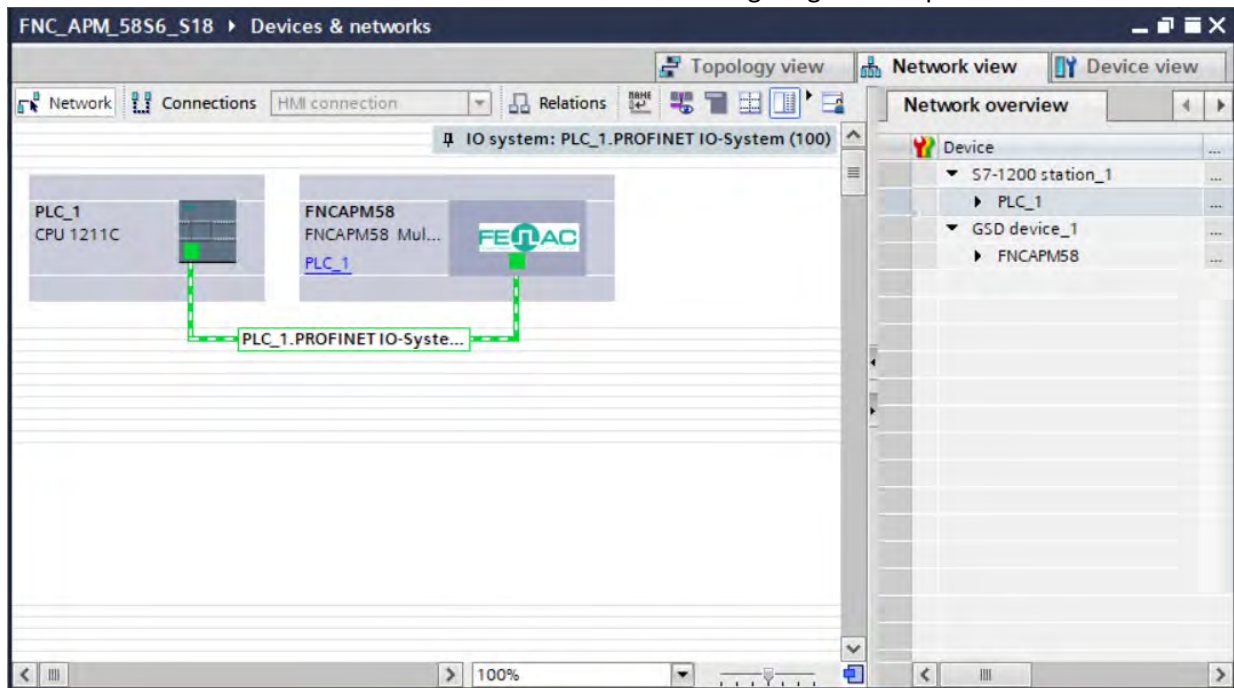 FNC_APM_58S6_S18 ▸ Devices & networks
Topology view
Network view
Device view
Network
Connections
HMI connection
Relations
Network overview
IO system: PLC_1.PROFINET IO-System (100)
Device
...
S7-1200 station_1
...
PLC_1
...
GSD device_1
...
FNCAPM58
...
PLC_1
CPU 1211C
FNCAPM58
FNCAPM58 Mul...
PLC_1
FENAC
PLC_1.PROFINET IO-Syste...
100%